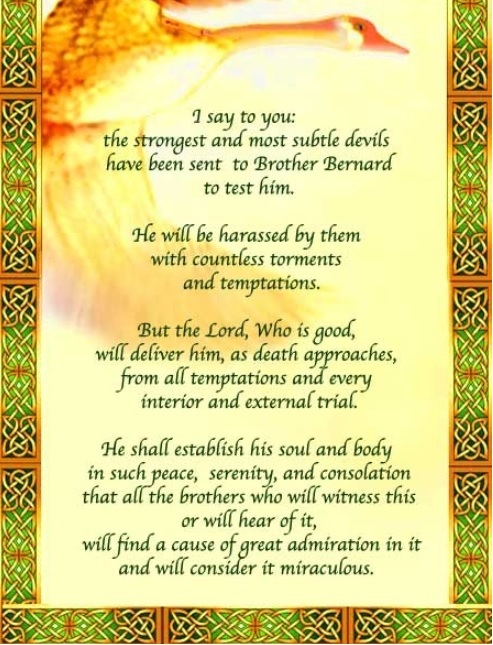 I say to you:
the strongest and most subtle devils
have been sent to Brother Bernard
to test him.
He will be harassed by them
with countless torments
and temptations.
But the Lord, Who is good,
will deliver him, as death approaches,
from all temptations and every
interior and external trial.
He shall establish his soul and body
in such peace, serenity, and consolation
that all the brothers who will witness this
or will hear of it,
will find a cause of great admiration in it
and will consider it miraculous.